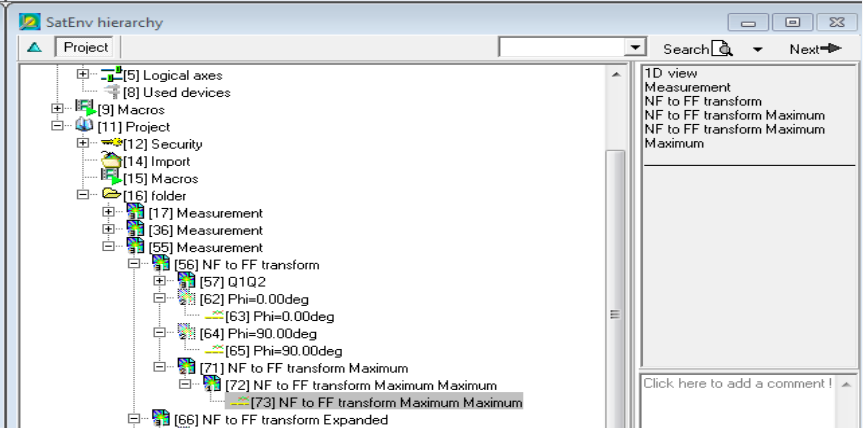 SatEnv hierarchy
Project
Search
Next
[5] Logical axes
[8] Used devices
[9] Macros
[11] Project
[12] Security
[14] Import
[15] Macros
[16] folder
[17] Measurement
[36] Measurement
[55] Measurement
[56] NF to FF transform
[57] Q1Q2
[62] Phi=0.00deg
[63] Phi=0.00deg
[64] Phi=90.00deg
[65] Phi=90.00deg
[71] NF to FF transform Maximum
[72] NF to FF transform Maximum Maximum
[73] NF to FF transform Maximum Maximum
[66] NF to FF transform Expanded
1D view
Measurement
NF to FF transform
NF to FF transform Maximum
NF to FF transform Maximum
Maximum
Click here to add a comment !